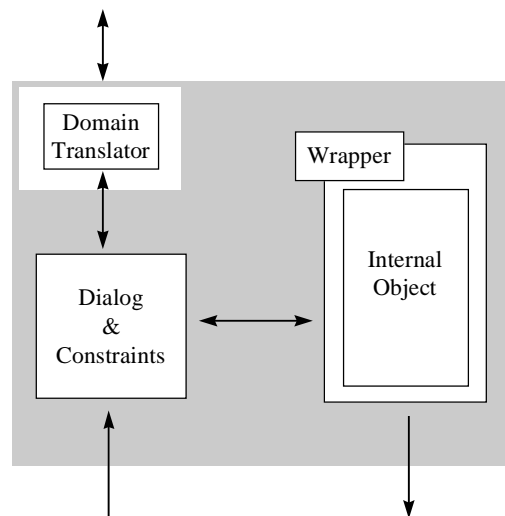 Domain
Translator
Wrapper
Internal
Object
Dialog
&
Constraints